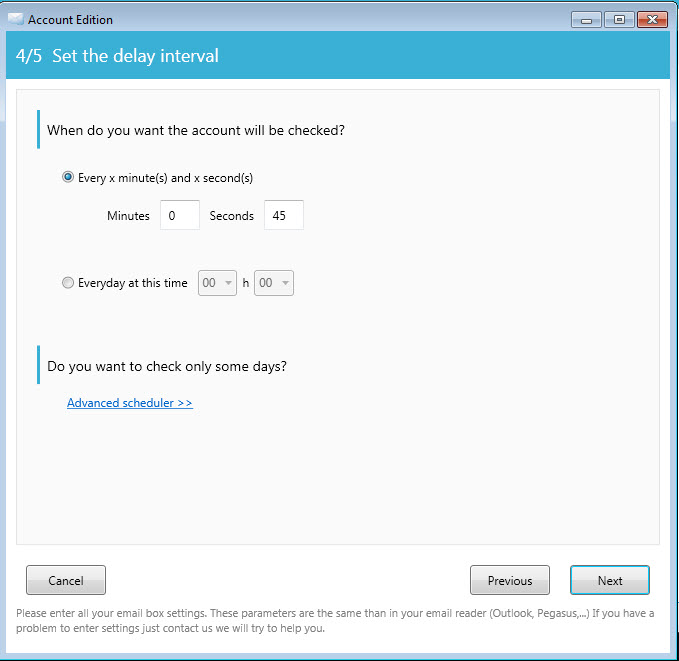 Account Edition
4/5 Set the delay interval
When do you want the account will be checked?
Every x minute(s) and x second(s)
Minutes 0 Seconds 45
Everyday at this time 00 h 00
Do you want to check only some days?
Advanced scheduler >>
Cancel Previous Next
Please enter all your email box settings. These parameters are the same than in your email reader (Outlook, Pegasus,...) If you have a
problem to enter settings just contact us we will try to help you.